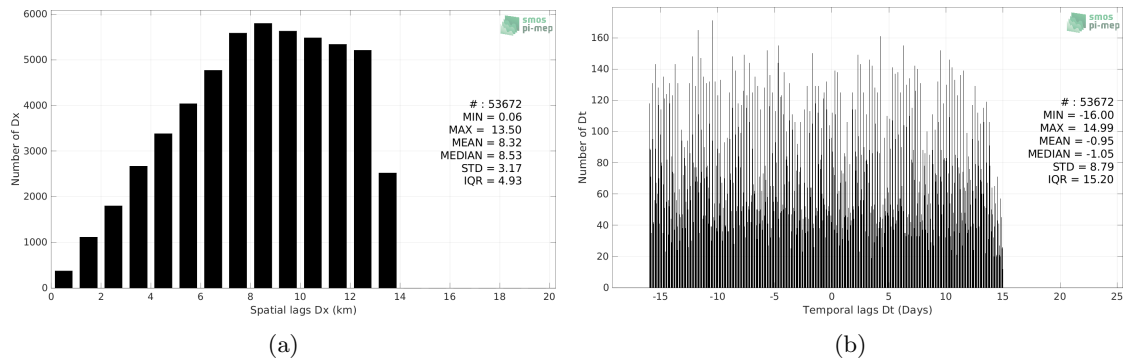 6000
5000
4000
3000
2000
1000
0
Number of Dx
0 2 4 6 8 10 12 14 16 18 20
Spatial lags Dx (km)
smos
pi-mep
# : 53672
MIN = 0.06
MAX = 13.50
MEAN = 8.32
MEDIAN = 8.53
STD = 3.17
IQR = 4.93
(a)
160
140
120
100
80
60
40
20
0
Number of Dt
-15 -10 -5 0 5 10 15 20 25
Temporal lags Dt (Days)
smos
pi-mep
# : 53672
MIN = -16.00
MAX = 14.99
MEAN = -0.95
MEDIAN = -1.05
STD = 8.79
IQR = 15.20
(b)